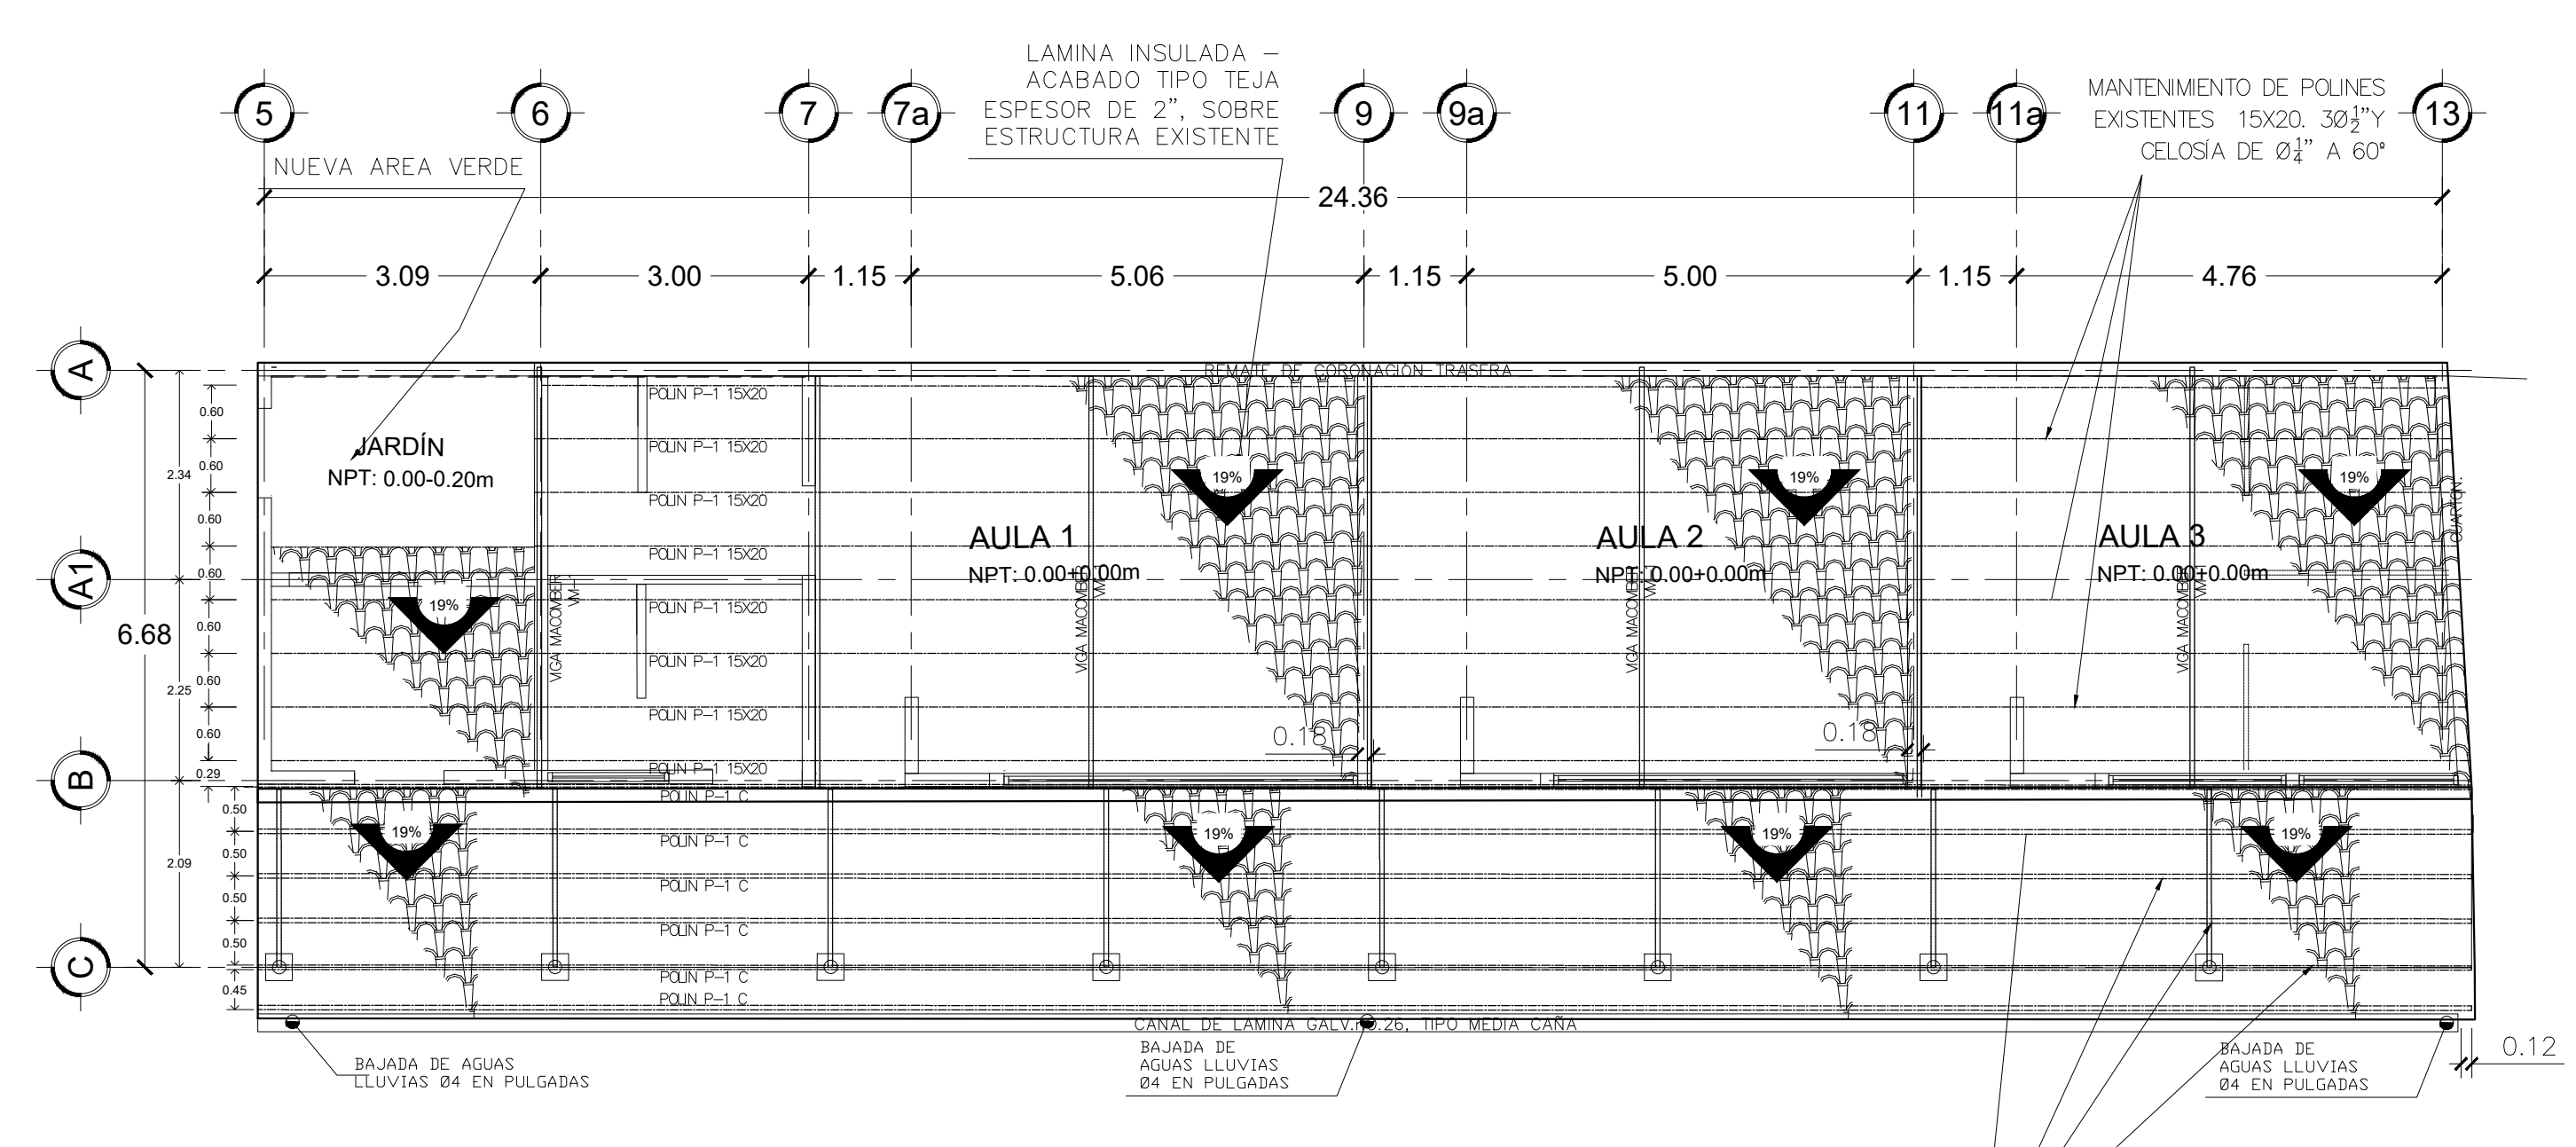 LAMINA INSULADA –
ACABADO TIPO TEJA
ESPESOR DE 2”, SOBRE
ESTRUCTURA EXISTENTE
MANTENIMIENTO DE POLINES
EXISTENTES 15X20. 3Ø½”Y
CELOSÍA DE Ø¼” A 60°
5
6
7
7a
9
9a
11
11a
13
NUEVA AREA VERDE
24.36
3.09
3.00
1.15
5.06
1.15
5.00
1.15
4.76
A
A1
B
C
6.68
2.34
2.25
2.09
0.60
0.60
0.60
0.60
0.60
0.60
0.60
0.29
0.50
0.50
0.50
0.50
0.45
REMATE DE CORONACION TRASERA
JARDÍN
NPT: 0.00-0.20m
POLIN P–1 15X20
POLIN P–1 15X20
POLIN P–1 15X20
POLIN P–1 15X20
POLIN P–1 15X20
POLIN P–1 15X20
POLIN P–1 15X20
POLIN P–1 15X20
AULA 1
NPT: 0.00+0.00m
AULA 2
NPT: 0.00+0.00m
AULA 3
NPT: 0.00+0.00m
19%
19%
19%
19%
VIGA MACOMBER
VM–1
VIGA MACOMBER
VIGA MACOMBER
VIGA MACOMBER
CUARTON.
0.18
0.18
POLIN P–1 C
POLIN P–1 C
POLIN P–1 C
POLIN P–1 C
POLIN P–1 C
POLIN P–1 C
19%
19%
19%
19%
CANAL DE LAMINA GALV.no.26, TIPO MEDIA CAÑA
BAJADA DE AGUAS
LLUVIAS Ø4 EN PULGADAS
BAJADA DE
AGUAS LLUVIAS
Ø4 EN PULGADAS
BAJADA DE
AGUAS LLUVIAS
Ø4 EN PULGADAS
0.12